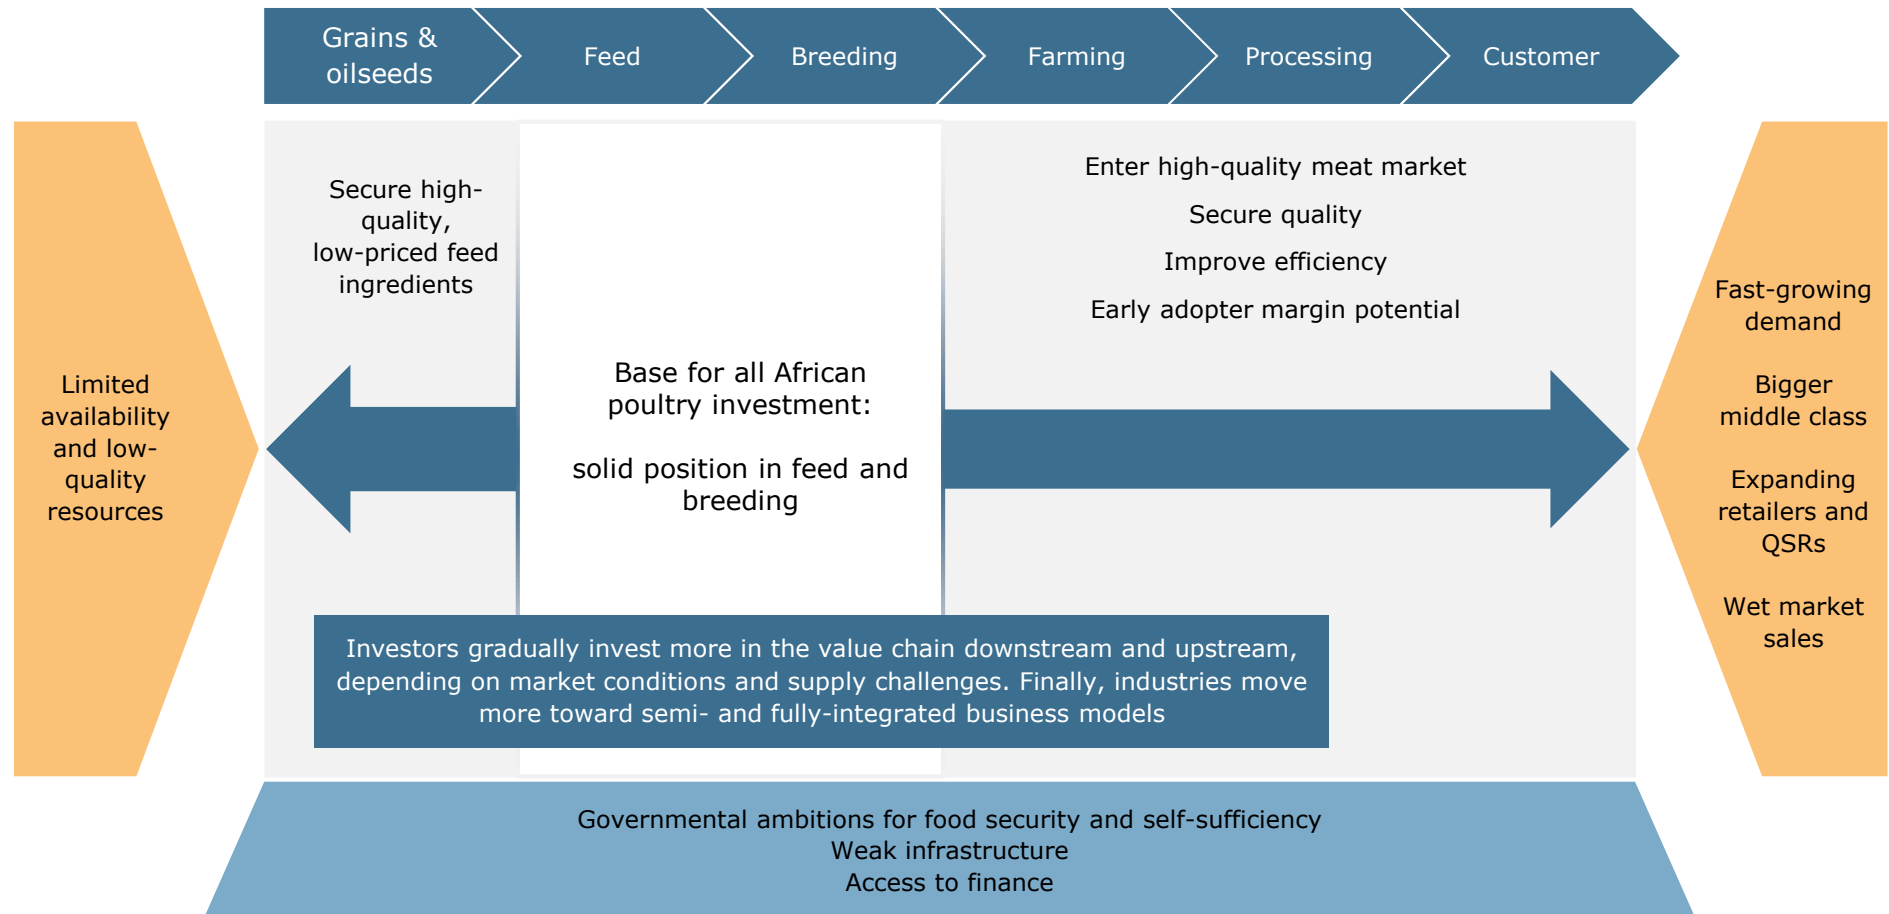 Grains &
oilseeds
Feed
Breeding
Farming
Processing
Customer
Limited
availability
and low-
quality
resources
Secure high-
quality,
low-priced feed
ingredients
Base for all African
poultry investment:
solid position in feed and
breeding
Enter high-quality meat market
Secure quality
Improve efficiency
Early adopter margin potential
Fast-growing
demand
Bigger
middle class
Expanding
retailers and
QSRs
Wet market
sales
Investors gradually invest more in the value chain downstream and upstream,
depending on market conditions and supply challenges. Finally, industries move
more toward semi- and fully-integrated business models
Governmental ambitions for food security and self-sufficiency
Weak infrastructure
Access to finance